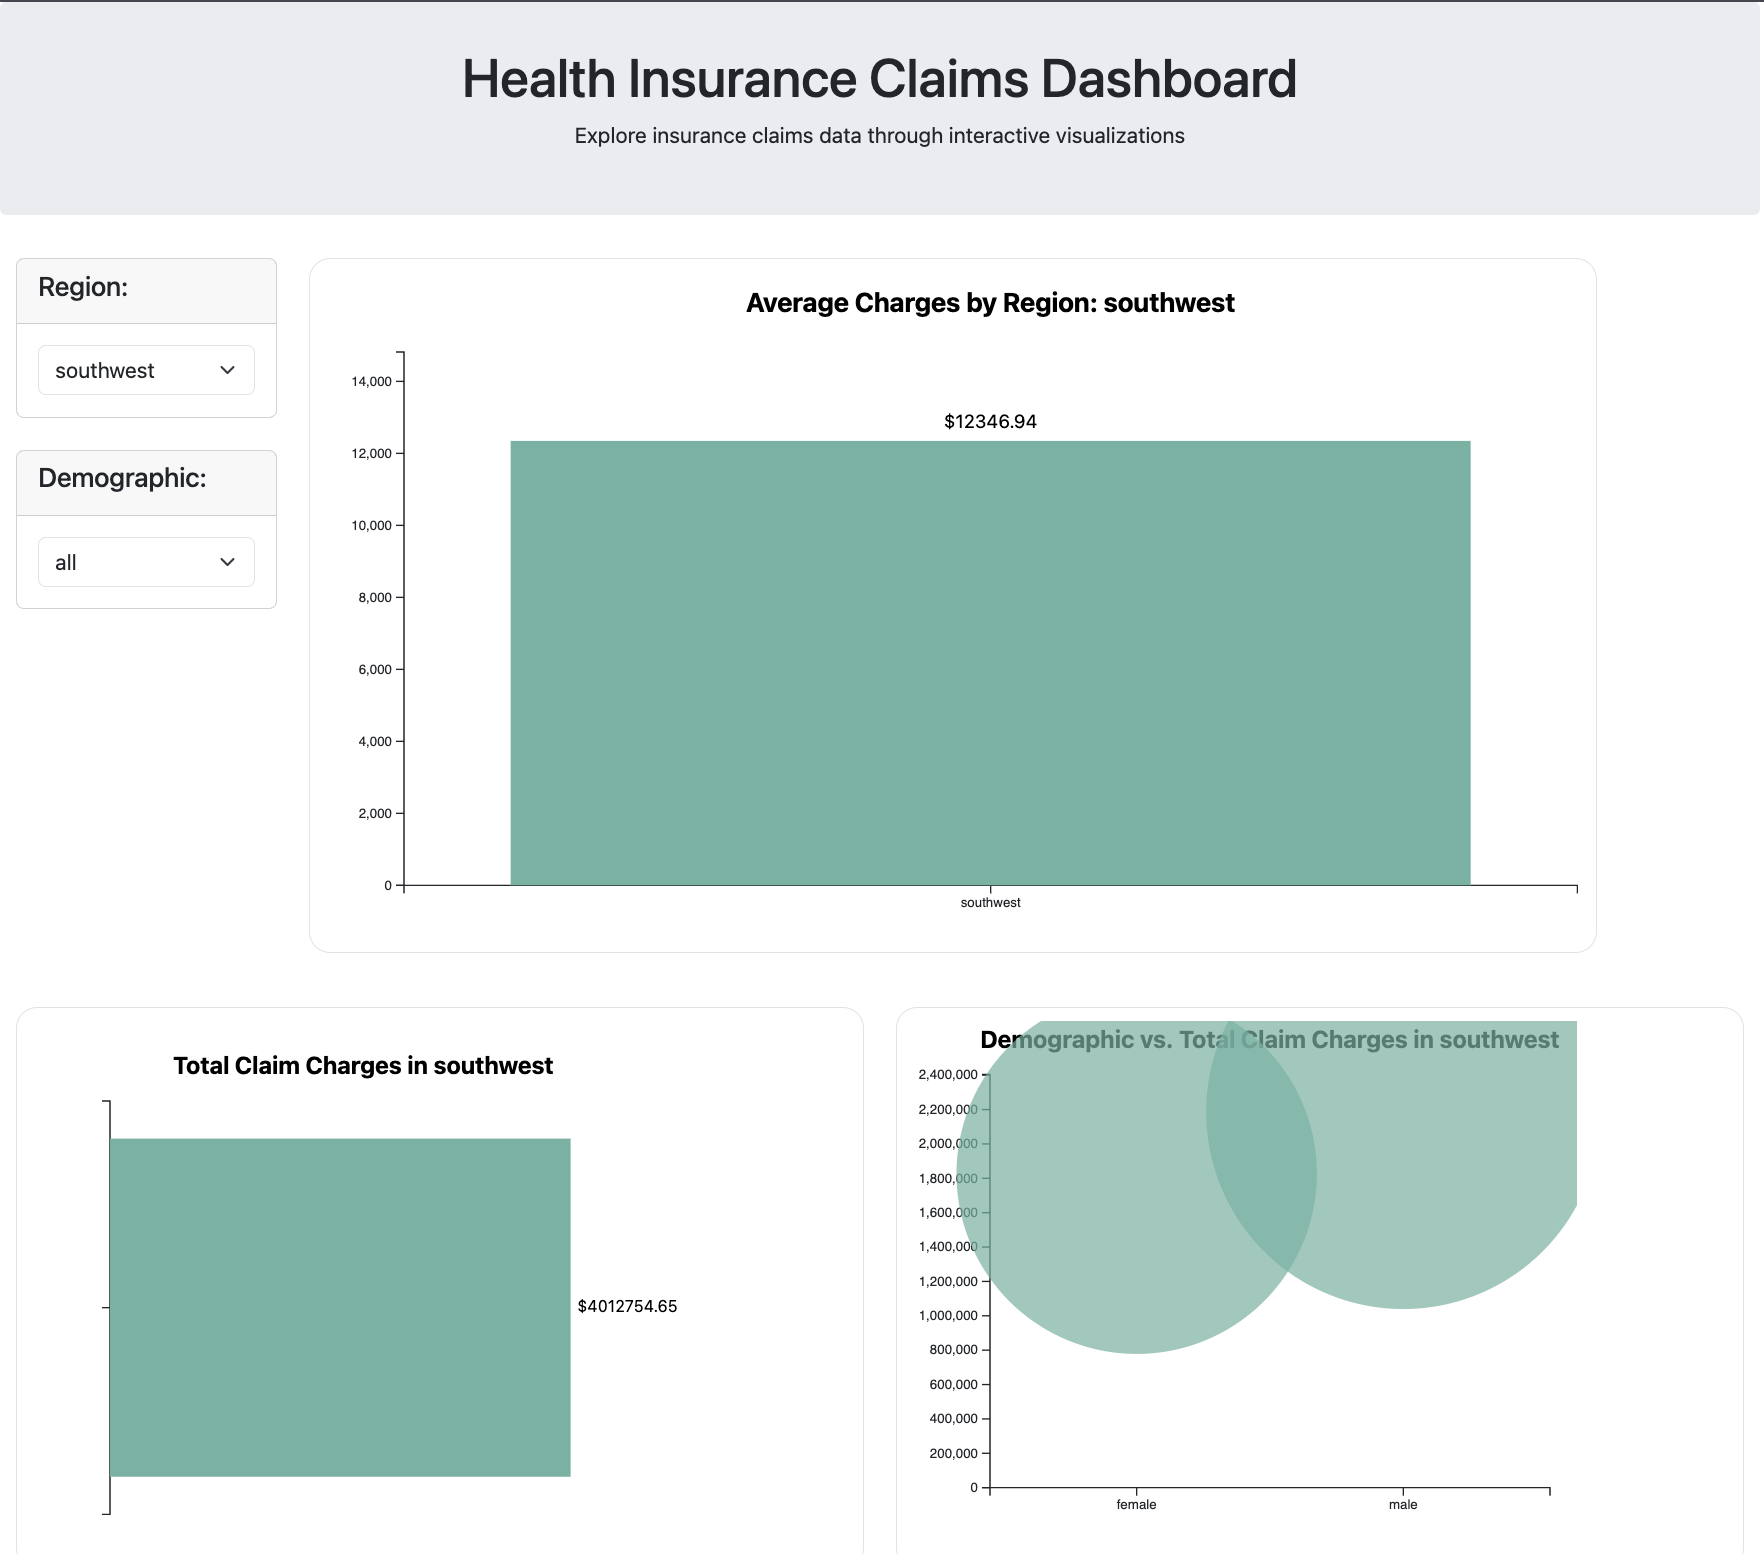 Health Insurance Claims Dashboard
Explore insurance claims data through interactive visualizations
Region:
southwest
Demographic:
all
Average Charges by Region: southwest
14,000
12,000
10,000
8,000
6,000
4,000
2,000
0
$12346.94
southwest
Total Claim Charges in southwest
$4012754.65
Demographic vs. Total Claim Charges in southwest
2,400,000
2,200,000
2,000,000
1,800,000
1,600,000
1,400,000
1,200,000
1,000,000
800,000
600,000
400,000
200,000
0
female
male